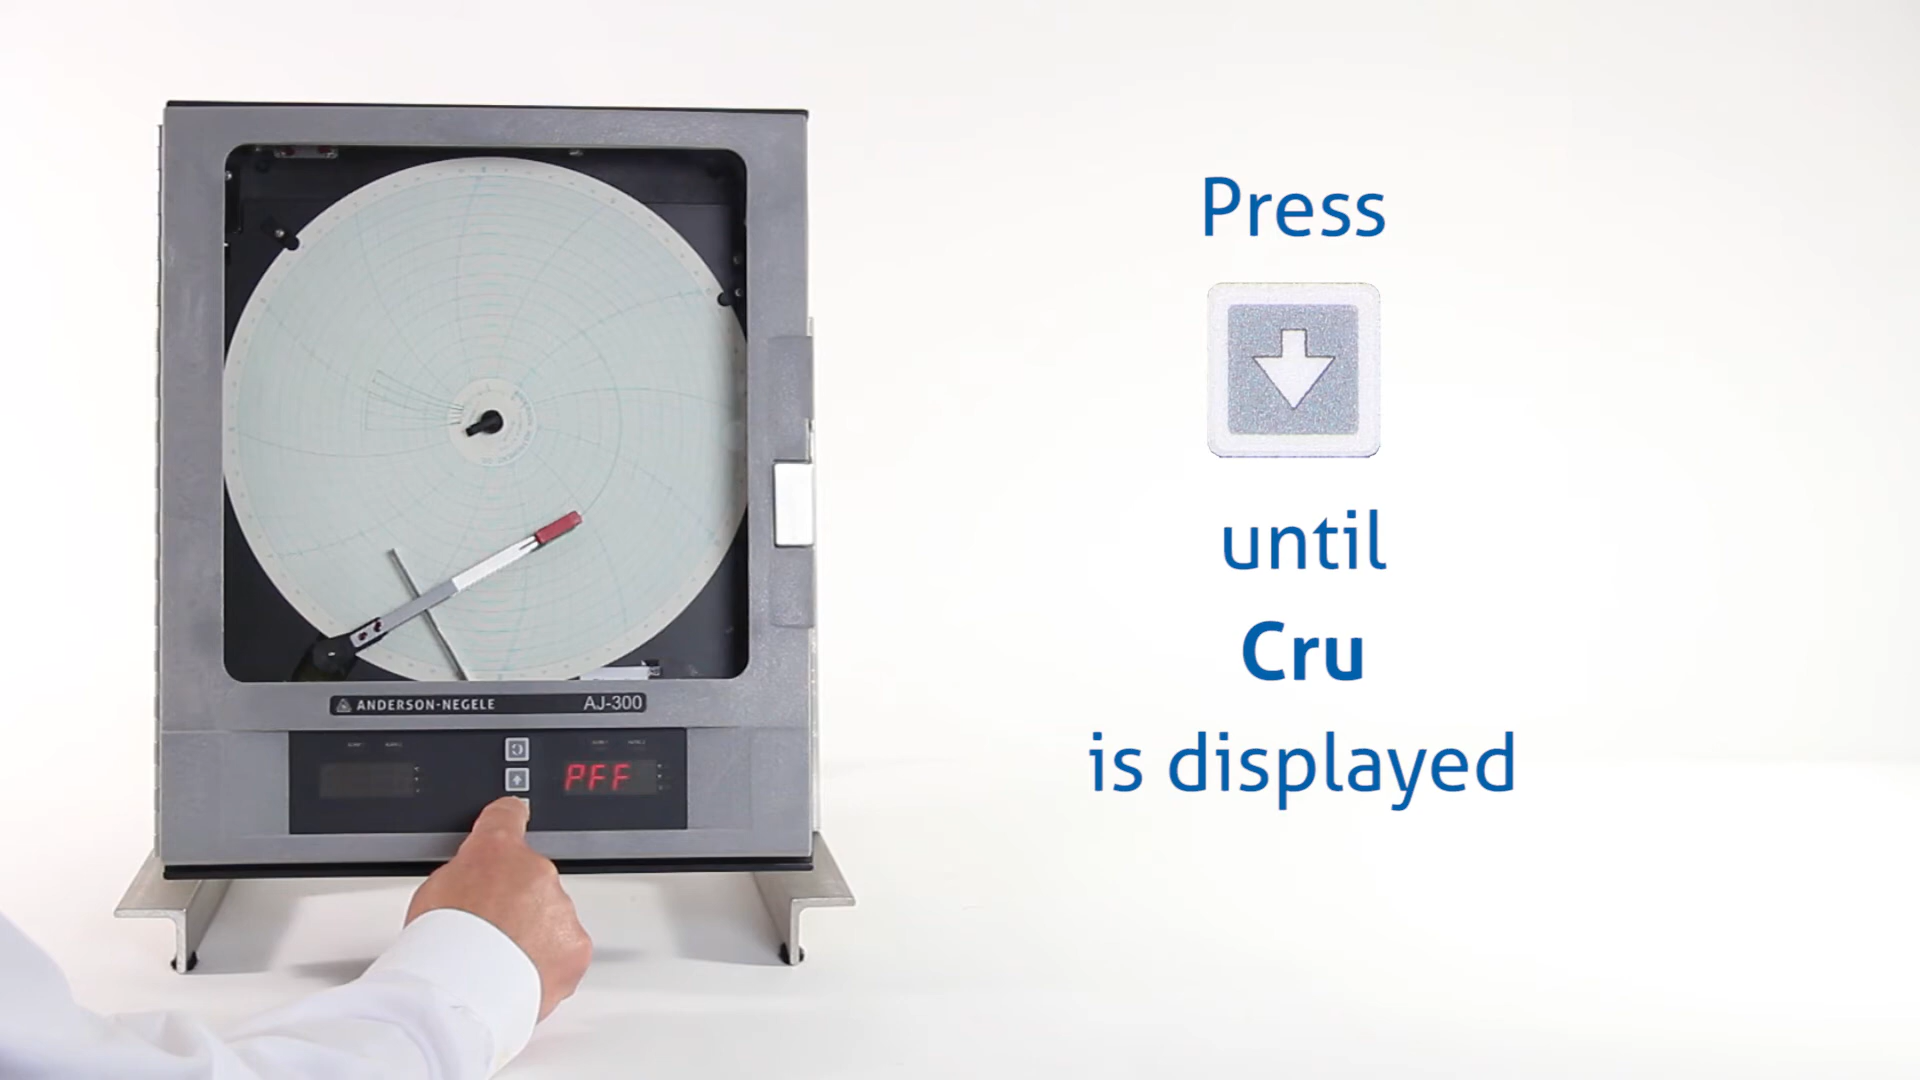 Press
until
Cru
is displayed
ANDERSON-NEGELE
AJ-300
PFF